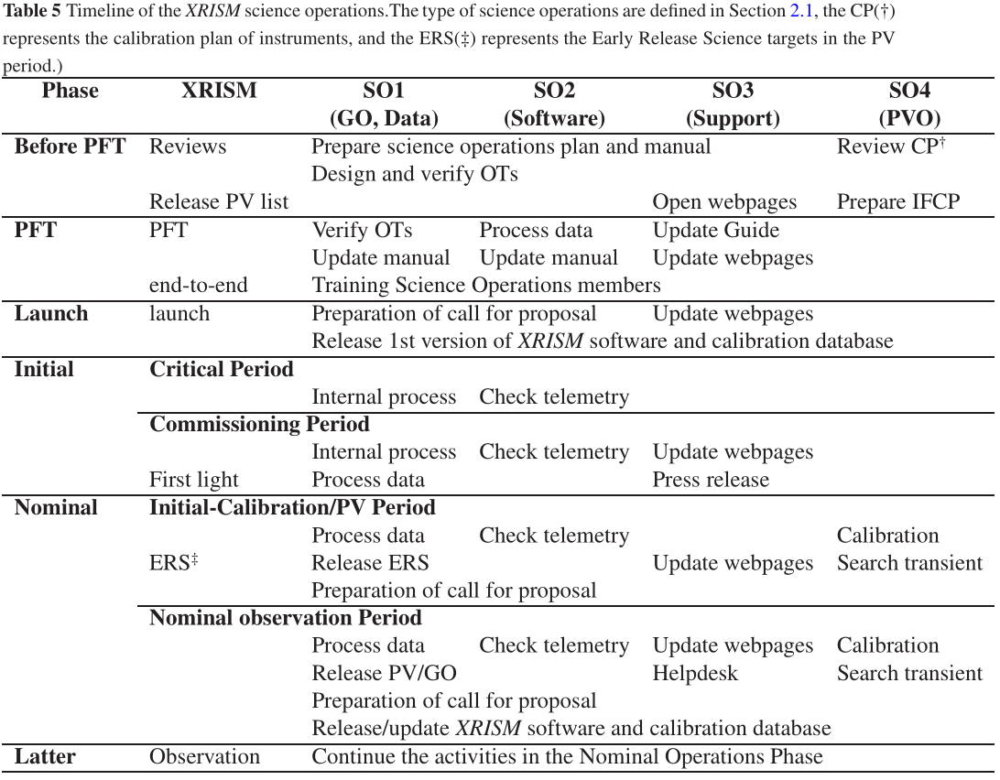 Table 5 Timeline of the XRISM science operations.The type of science operations are defined in Section 2.1, the CP(†)
represents the calibration plan of instruments, and the ERS(‡) represents the Early Release Science targets in the PV
period.)
Phase XRISM SO1 SO2 SO3 SO4
(GO, Data) (Software) (Support) (PVO)
Before PFT Reviews Prepare science operations plan and manual Review CP†
Design and verify OTs
Release PV list Open webpages Prepare IFCP
PFT PFT Verify OTs Process data Update Guide
Update manual Update manual Update webpages
end-to-end Training Science Operations members
Launch launch Preparation of call for proposal Update webpages
Release 1st version of XRISM software and calibration database
Initial Critical Period
Internal process Check telemetry
Commissioning Period
Internal process Check telemetry Update webpages
First light Process data Press release
Nominal Initial-Calibration/PV Period
Process data Check telemetry Calibration
ERS‡ Release ERS Update webpages Search transient
Preparation of call for proposal
Nominal observation Period
Process data Check telemetry Update webpages Calibration
Release PV/GO Helpdesk Search transient
Preparation of call for proposal
Release/update XRISM software and calibration database
Latter Observation Continue the activities in the Nominal Operations Phase